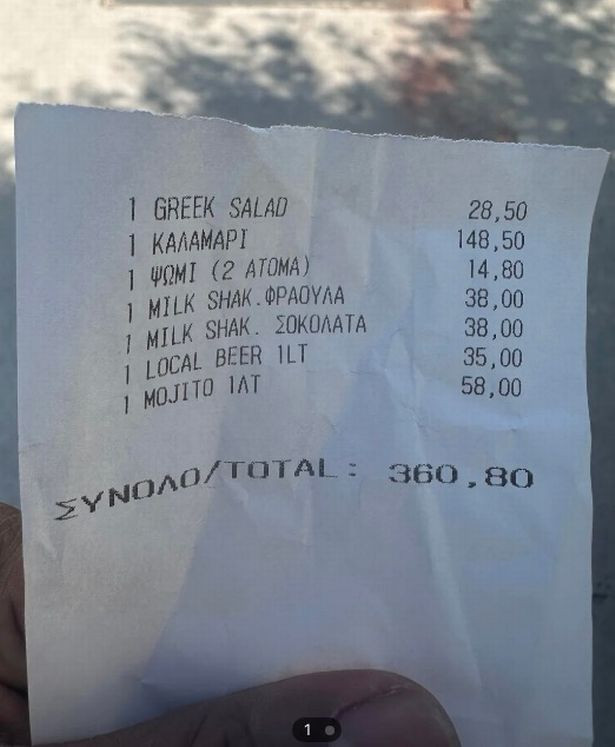 1 GREEK SALAD 28,50
1 ΚΑΛΑΜΑΡΙ 148,50
1 ΨΩΜΙ (2 ΑΤΟΜΑ) 14,80
1 MILK SHAK.ΦΡΑΟΥΛΑ 38,00
1 MILK SHAK. ΣΟΚΟΛΑΤΑ 38,00
1 LOCAL BEER 1LT 35,00
1 MOJITO 1ΛΤ 58,00
ΣΥΝΟΛΟ/TOTAL: 360,80
1